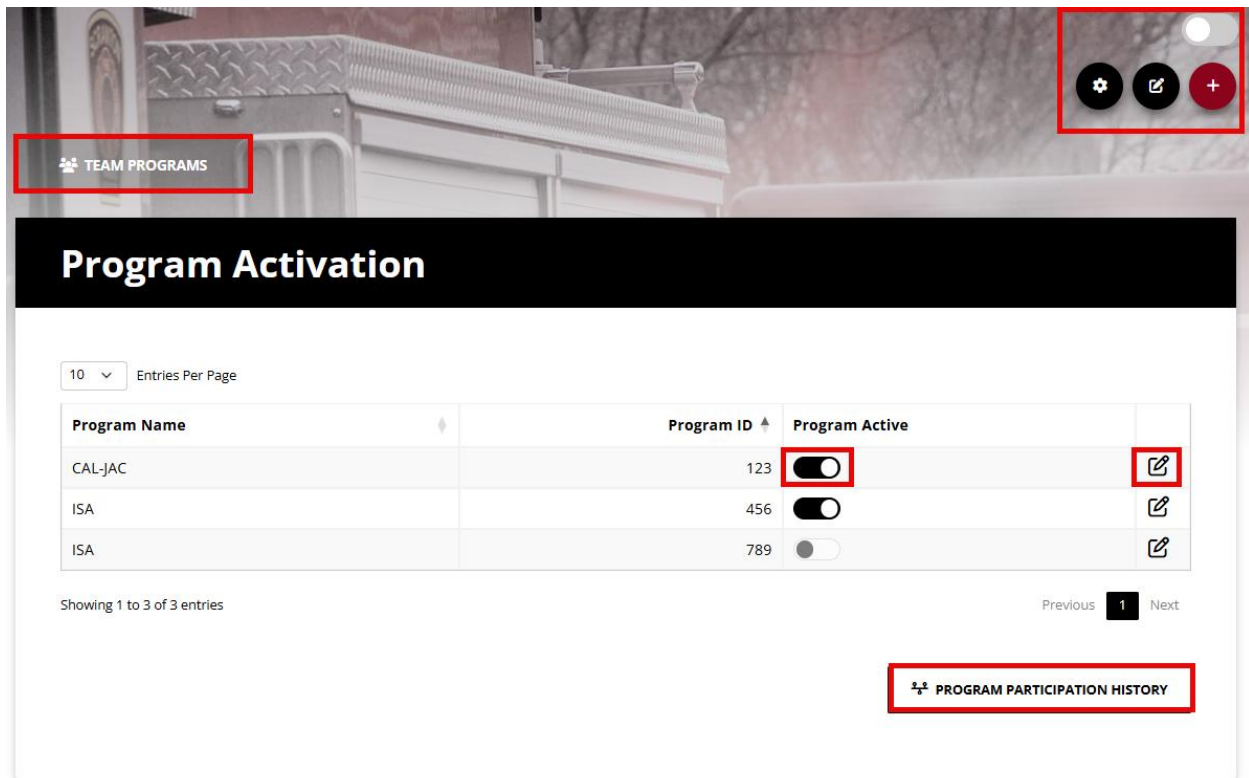 TEAM PROGRAMS
Program Activation
10 Entries Per Page
Program Name Program ID Program Active
CAL-JAC 123
ISA 456
ISA 789
Showing 1 to 3 of 3 entries Previous 1 Next
PROGRAM PARTICIPATION HISTORY